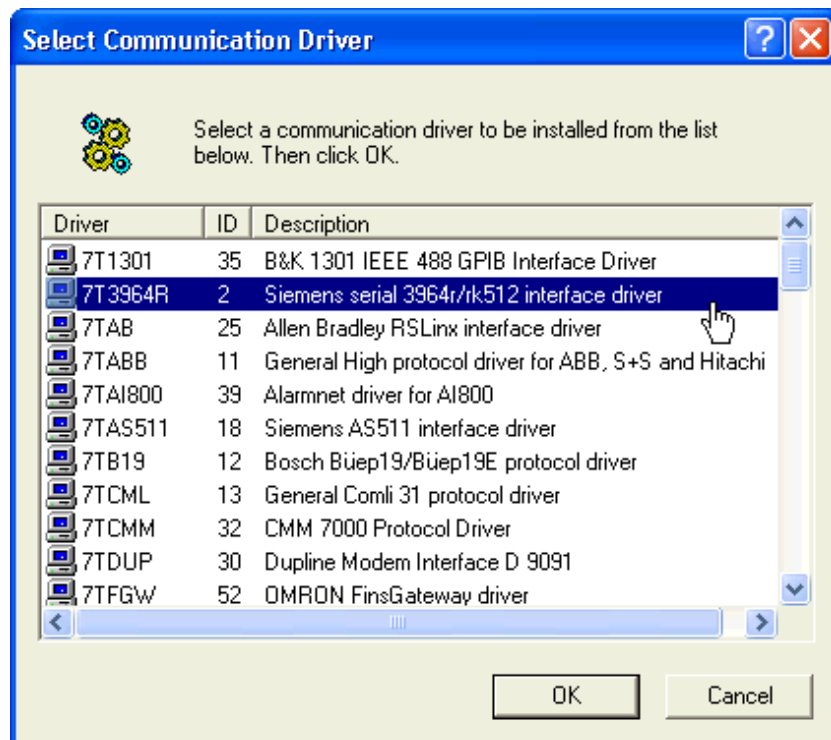 Select Communication Driver
Select a communication driver to be installed from the list
below. Then click OK.
Driver ID Description
7T1301 35 B&K 1301 IEEE 488 GPIB Interface Driver
7T3964R 2 Siemens serial 3964r/rk512 interface driver
7TAB 25 Allen Bradley RSLinx interface driver
7TABB 11 General High protocol driver for ABB, S+S and Hitachi
7TAI800 39 Alarmnet driver for AI800
7TAS511 18 Siemens AS511 interface driver
7TB19 12 Bosch Büep19/Büep19E protocol driver
7TCML 13 General Comli 31 protocol driver
7TCMM 32 CMM 7000 Protocol Driver
7TDUP 30 Dupline Modem Interface D 9091
7TFGW 52 OMRON FinsGateway driver
OK Cancel